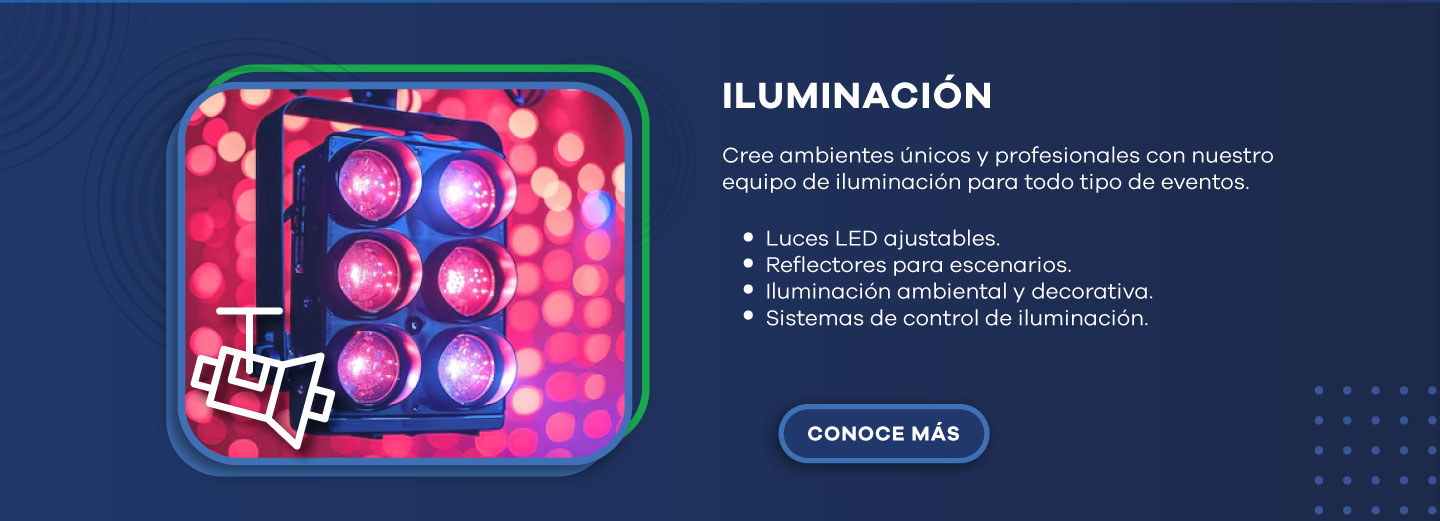 ILUMINACIÓN
Cree ambientes únicos y profesionales con nuestro
equipo de iluminación para todo tipo de eventos.
• Luces LED ajustables.
• Reflectores para escenarios.
• Iluminación ambiental y decorativa.
• Sistemas de control de iluminación.
CONOCE MÁS